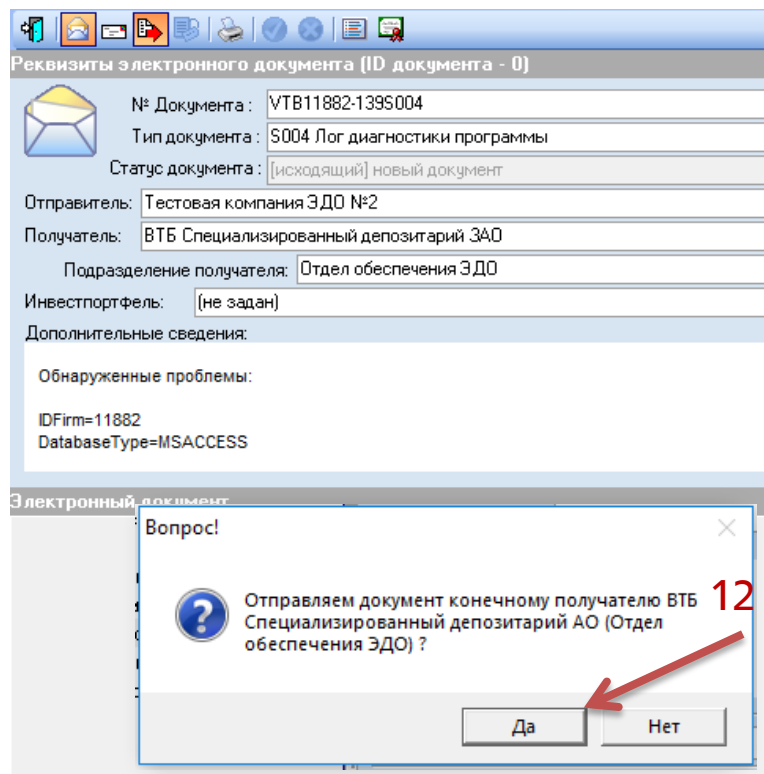 Реквизиты электронного документа (ID документа - 0)
№ Документа : VTB11882-139S004
Тип документа : S004 Лог диагностики программы
Статус документа : [исходящий] новый документ
Отправитель: Тестовая компания ЭДО №2
Получатель: ВТБ Специализированный депозитарий ЗАО
Подразделение получателя: Отдел обеспечения ЭДО
Инвестпортфель: (не задан)
Дополнительные сведения:
Обнаруженные проблемы:
IDFirm=11882
DatabaseType=MSACCESS
Электронный документ
Вопрос!
Отправляем документ конечному получателю ВТБ
Специализированный депозитарий АО (Отдел
обеспечения ЭДО) ?
12
Да Нет